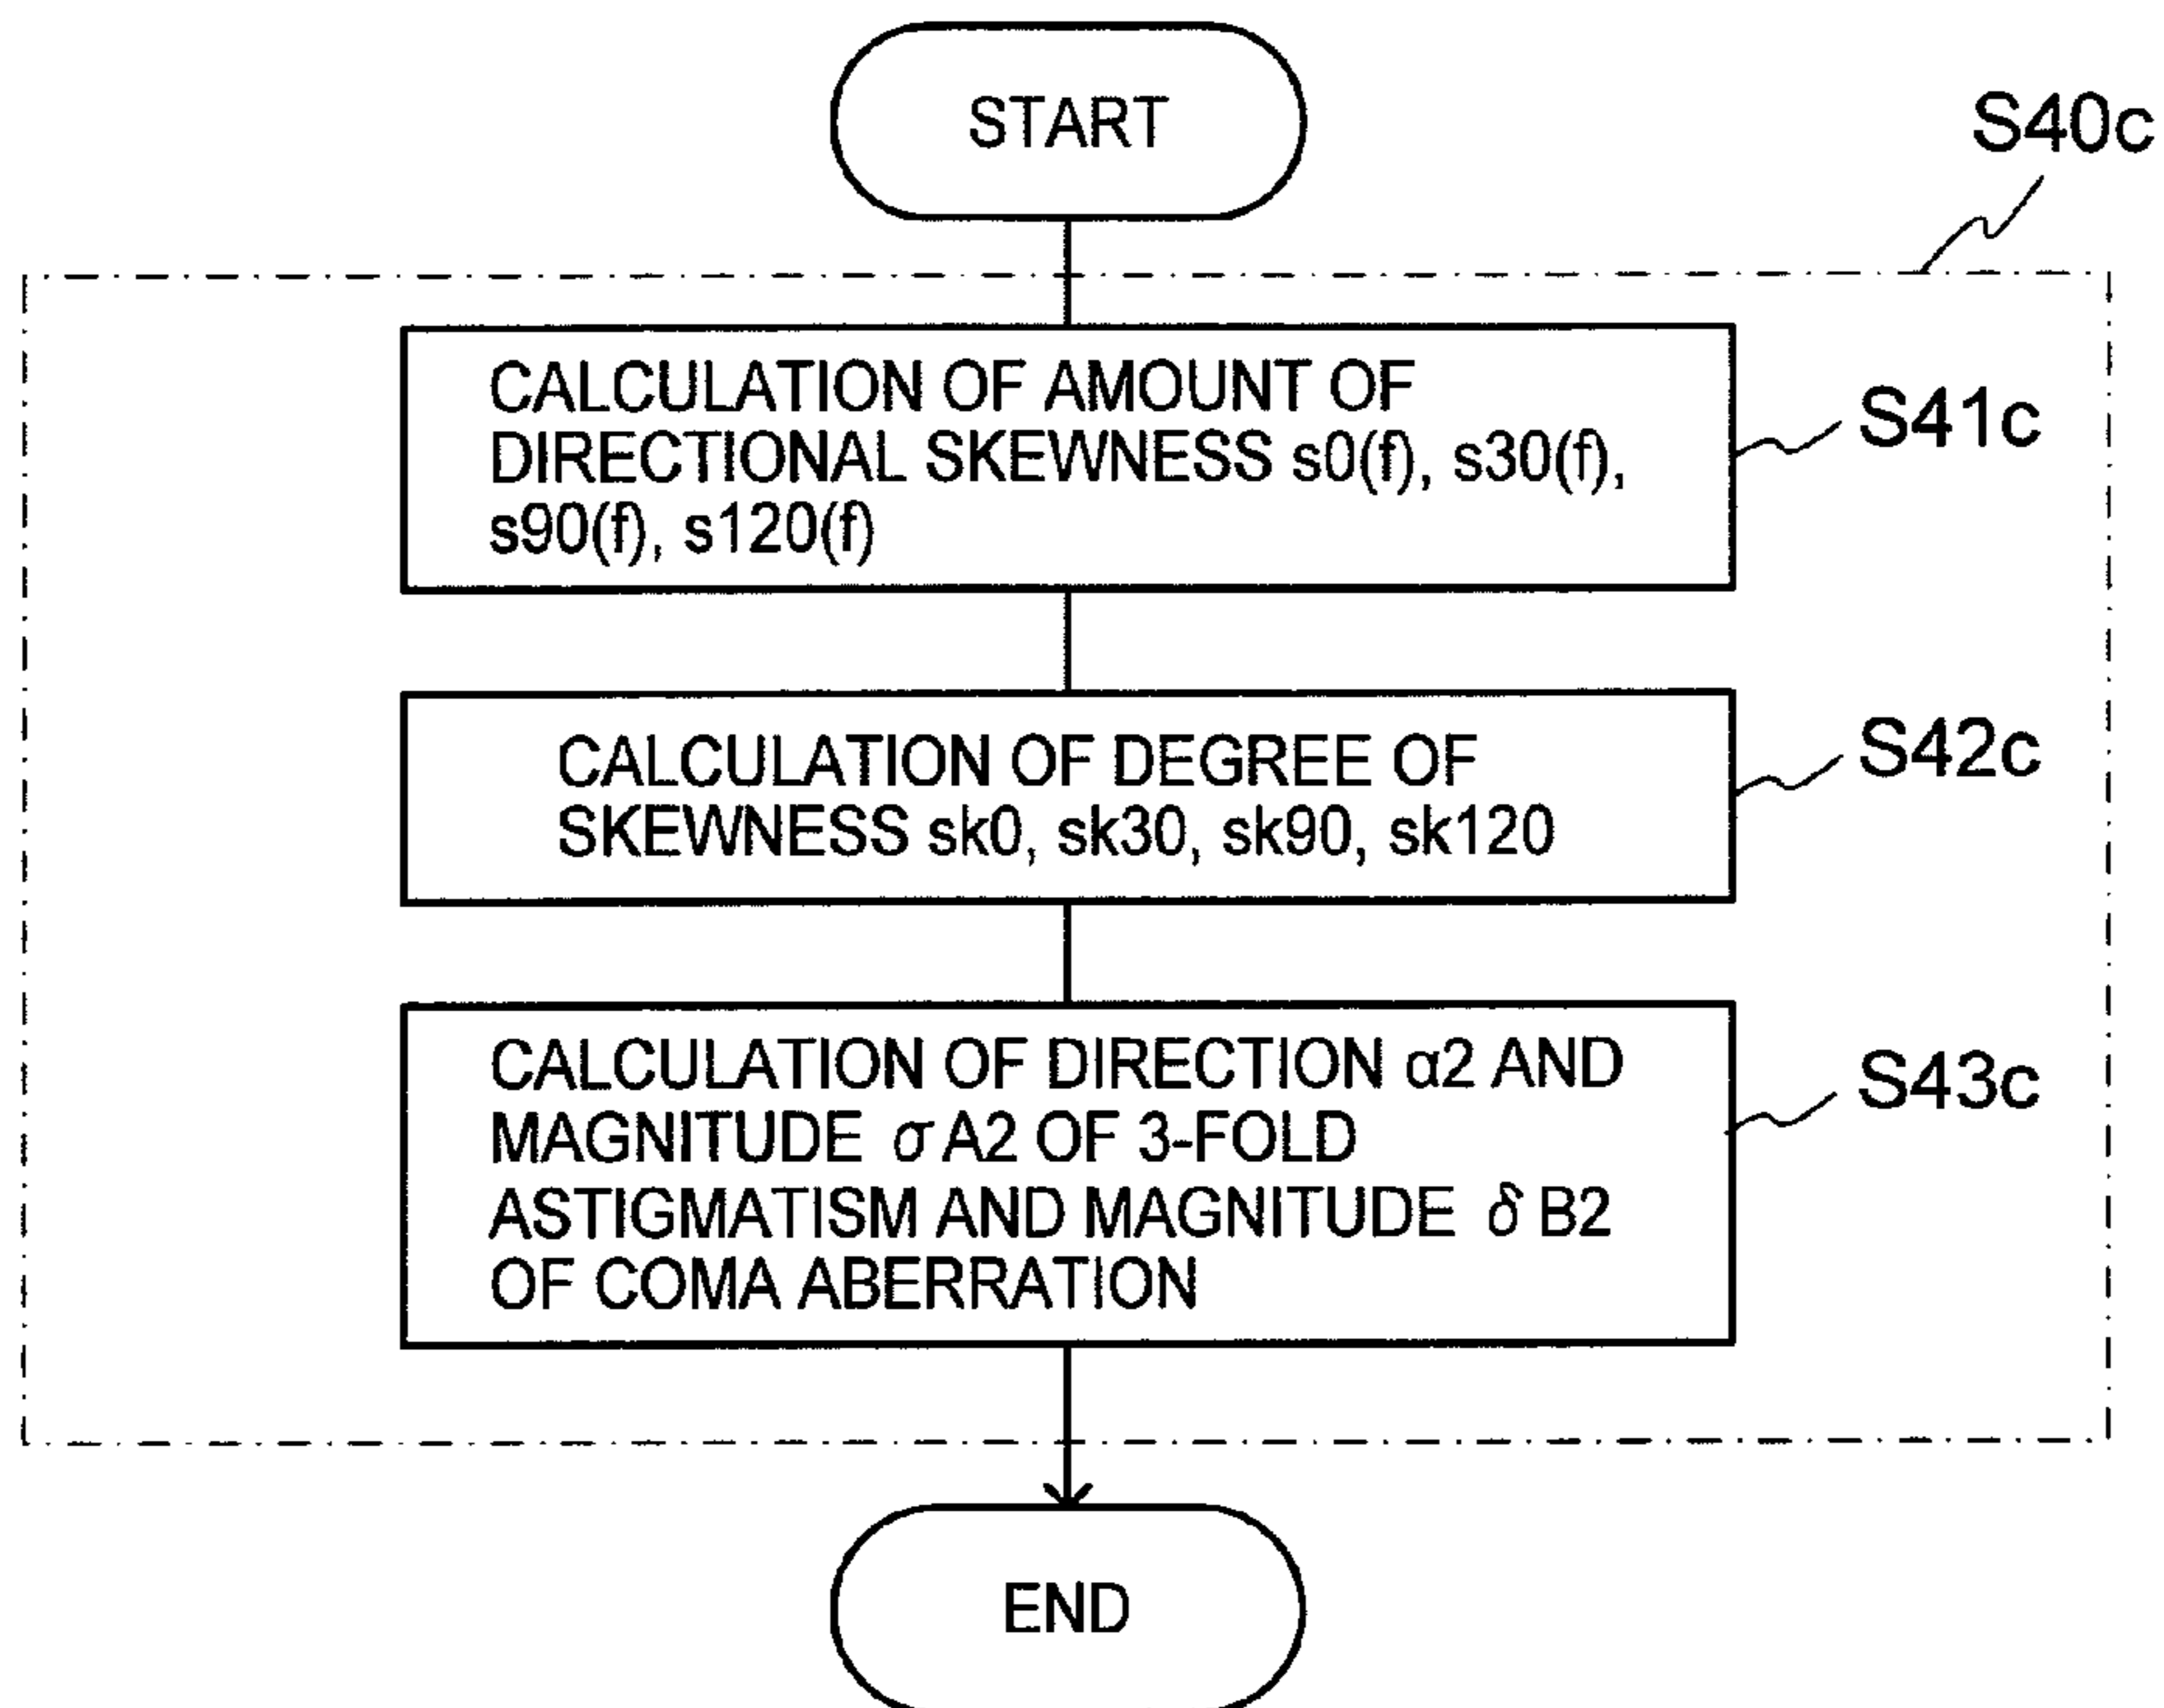 START
S40c
CALCULATION OF AMOUNT OF
DIRECTIONAL SKEWNESS s0(f), s30(f),
s90(f), s120(f)
S41c
CALCULATION OF DEGREE OF
SKEWNESS sk0, sk30, sk90, sk120
S42c
CALCULATION OF DIRECTION α2 AND
MAGNITUDE σ A2 OF 3-FOLD
ASTIGMATISM AND MAGNITUDE δ B2
OF COMA ABERRATION
S43c
END